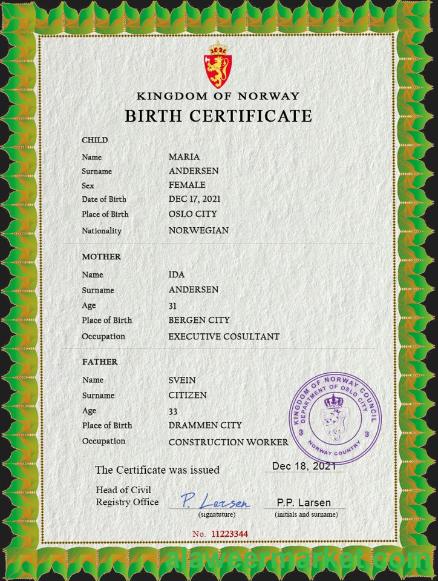 KINGDOM OF NORWAY
BIRTH CERTIFICATE
CHILD
Name MARIA
Surname ANDERSEN
Sex FEMALE
Date of Birth DEC 17, 2021
Place of Birth OSLO CITY
Nationality NORWEGIAN
MOTHER
Name IDA
Surname ANDERSEN
Age 31
Place of Birth BERGEN CITY
Occupation EXECUTIVE COSULTANT
FATHER
Name SVEIN
Surname CITIZEN
Age 33
Place of Birth DRAMMEN CITY
Occupation CONSTRUCTION WORKER
KINGDOM OF NORWAY COUNCIL
DEPARTMENT OF OSLO CITY
NORWAY COUNTRY
The Certificate was issued Dec 18, 2021
Head of Civil
Registry Office P. Larsen P.P. Larsen
(signature) (initials and surname)
No. 11223344